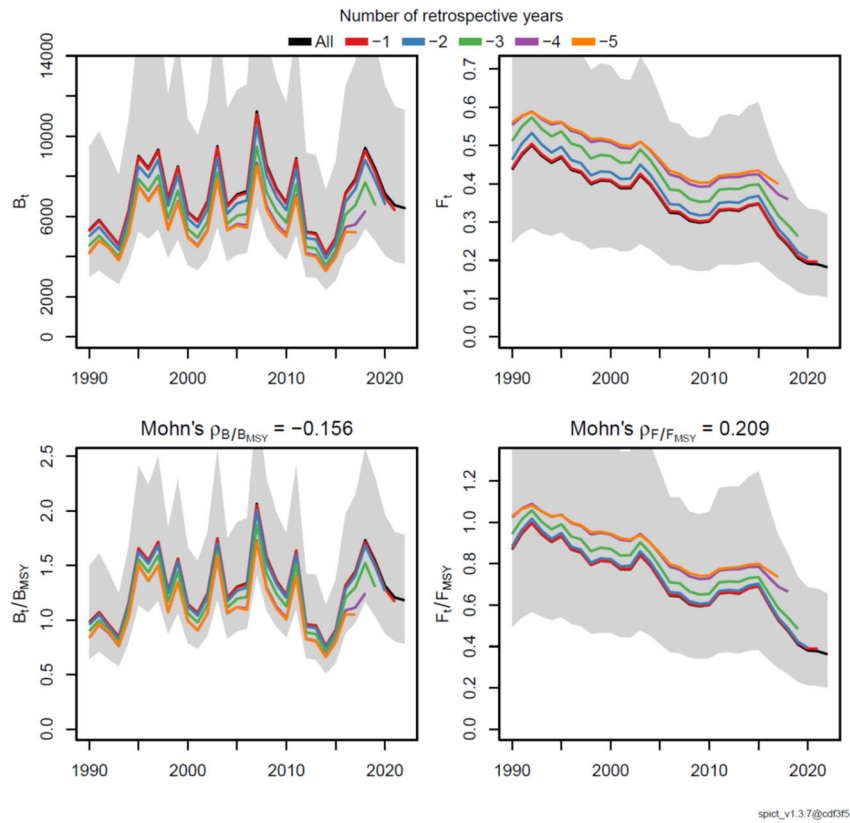 Number of retrospective years
All −1 −2 −3 −4 −5
14000
10000
6000
4000
2000
0
Bt
1990 2000 2010 2020
0.7
0.6
0.5
0.4
0.3
0.2
0.1
0.0
Ft
1990 2000 2010 2020
Mohn's ρB/BMSY = −0.156
2.5
2.0
1.5
1.0
0.5
0.0
Bt/BMSY
1990 2000 2010 2020
Mohn's ρF/FMSY = 0.209
1.2
1.0
0.8
0.6
0.4
0.2
0.0
Ft/FMSY
1990 2000 2010 2020
spict_v1.3.7@cdf3f5